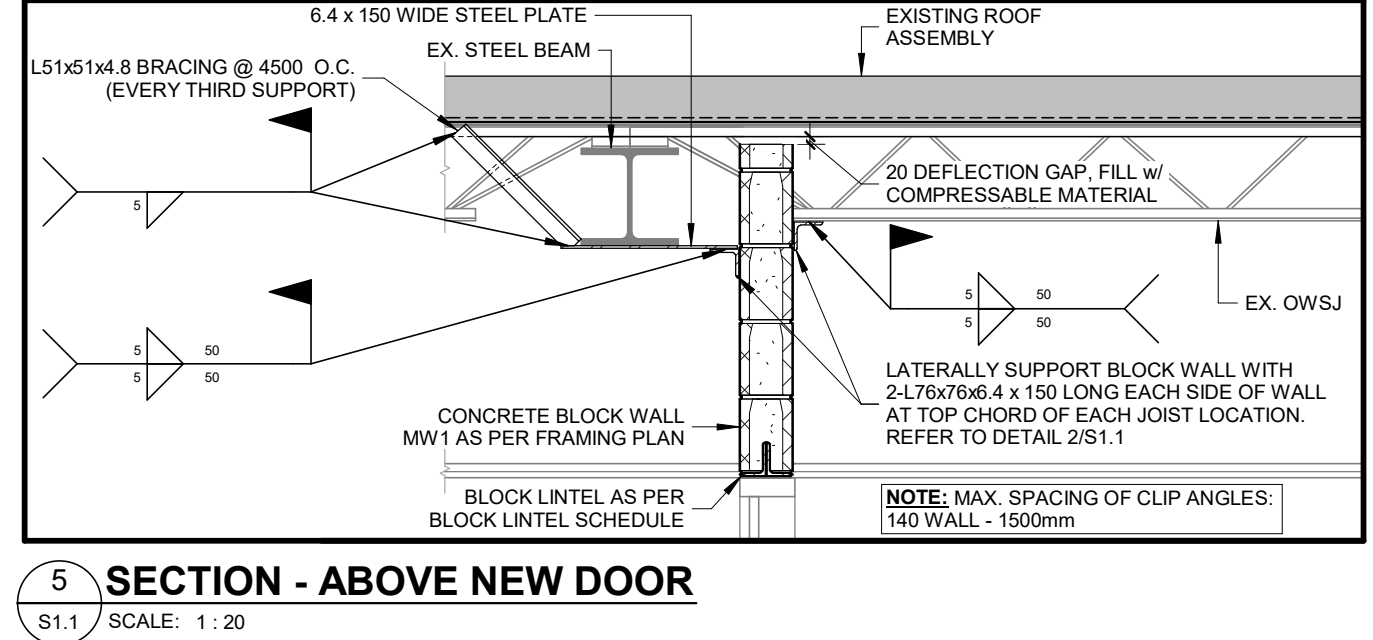 6.4 x 150 WIDE STEEL PLATE
EX. STEEL BEAM
L51x51x4.8 BRACING @ 4500 O.C.
(EVERY THIRD SUPPORT)
EXISTING ROOF
ASSEMBLY
20 DEFLECTION GAP, FILL w/
COMPRESSABLE MATERIAL
5
5 50
5 50
5 50
5 50
EX. OWSJ
LATERALLY SUPPORT BLOCK WALL WITH
2-L76x76x6.4 x 150 LONG EACH SIDE OF WALL
AT TOP CHORD OF EACH JOIST LOCATION.
REFER TO DETAIL 2/S1.1
CONCRETE BLOCK WALL
MW1 AS PER FRAMING PLAN
BLOCK LINTEL AS PER
BLOCK LINTEL SCHEDULE
NOTE: MAX. SPACING OF CLIP ANGLES:
140 WALL - 1500mm
5
S1.1
SECTION - ABOVE NEW DOOR
SCALE: 1 : 20